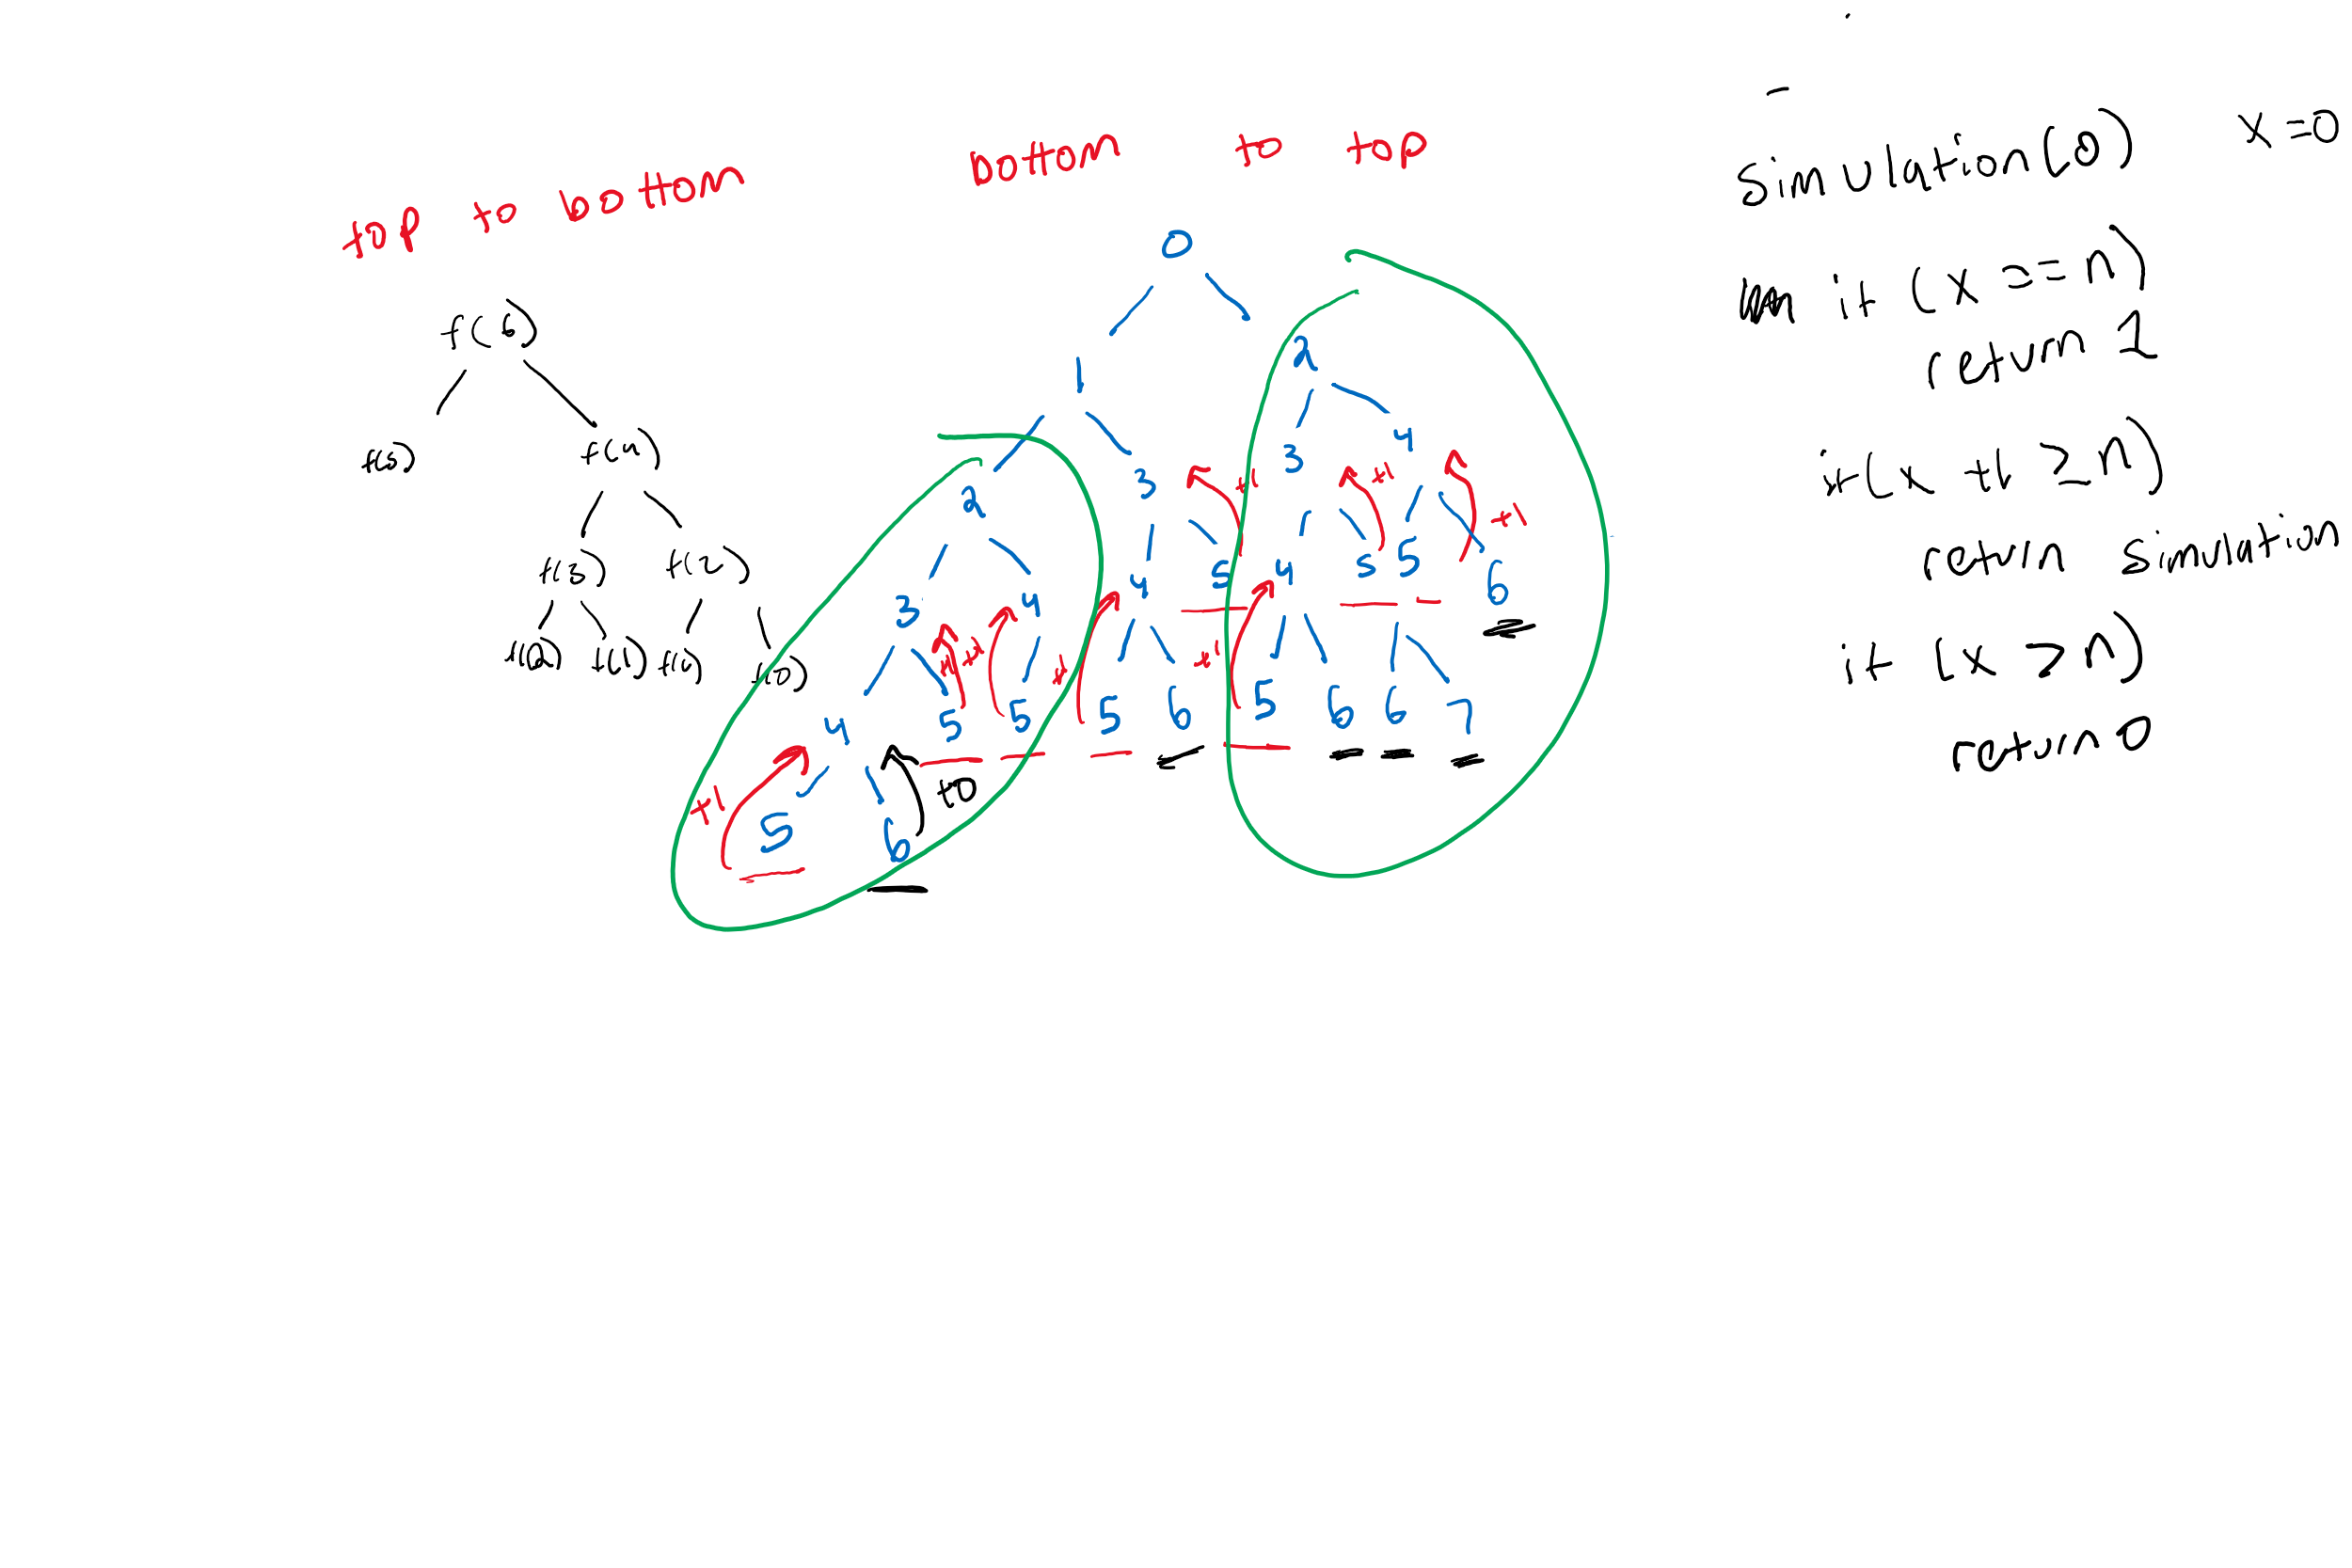 top to bottom
bottom to top
f(6)
f(5) f(4)
f(3) f(2)
f(2) f(1) f(1) f(0)
0
1 2
2 3 3 4
3 4 4 5 4 5 5 6
4 5 5 5 6 5 6 6 7
5 6
+1 +1 +1 +1
+1 +1 +1 +1
+1 +0
simulation(0) x=0
if (x == n)
return 1
if(x +1 ≥ n)
retun simulation
if (x > n)
return 0